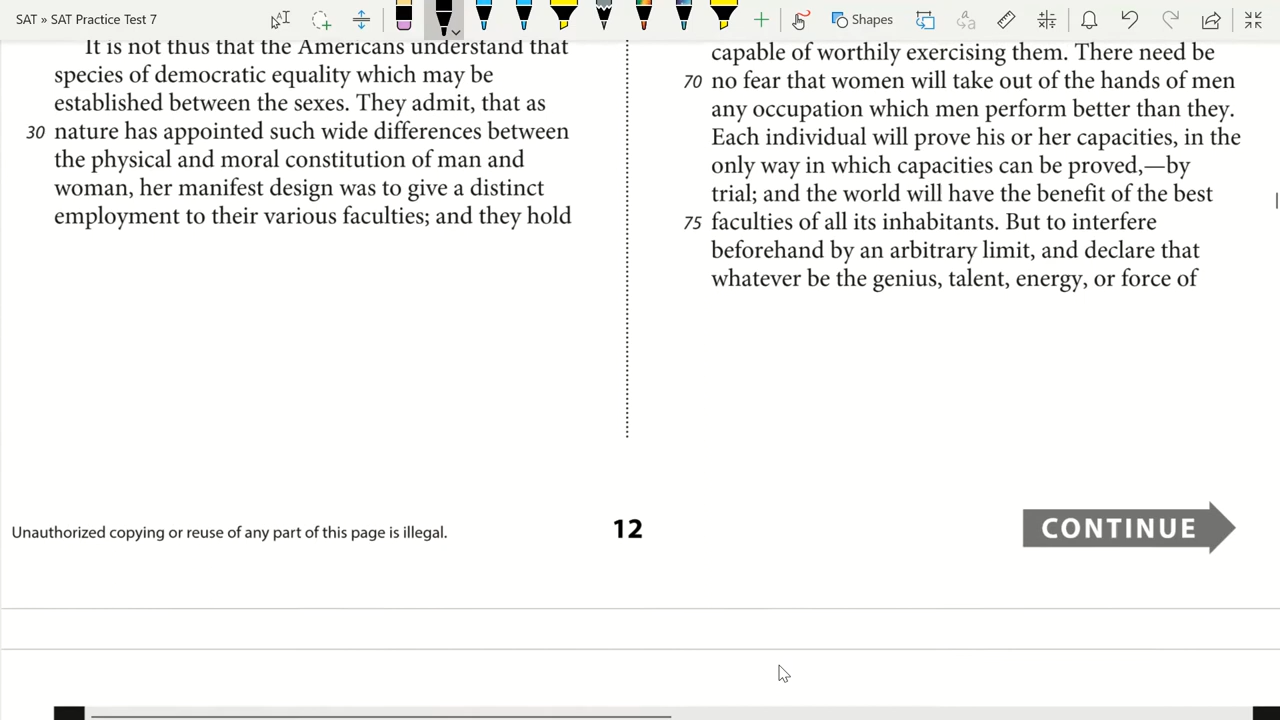 SAT » SAT Practice Test 7
Shapes
It is not thus that the Americans understand that
species of democratic equality which may be
established between the sexes. They admit, that as
30 nature has appointed such wide differences between
the physical and moral constitution of man and
woman, her manifest design was to give a distinct
employment to their various faculties; and they hold
capable of worthily exercising them. There need be
70 no fear that women will take out of the hands of men
any occupation which men perform better than they.
Each individual will prove his or her capacities, in the
only way in which capacities can be proved,—by
trial; and the world will have the benefit of the best
75 faculties of all its inhabitants. But to interfere
beforehand by an arbitrary limit, and declare that
whatever be the genius, talent, energy, or force of
Unauthorized copying or reuse of any part of this page is illegal.
12
CONTINUE